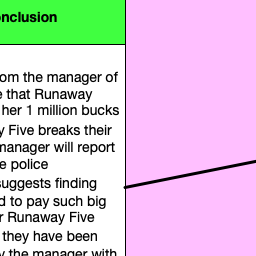 onclusion
om the manager of
e that Runaway
her 1 million bucks
y Five breaks their
manager will report
e police
suggests finding
d to pay such big
r Runaway Five
they have been
y the manager with